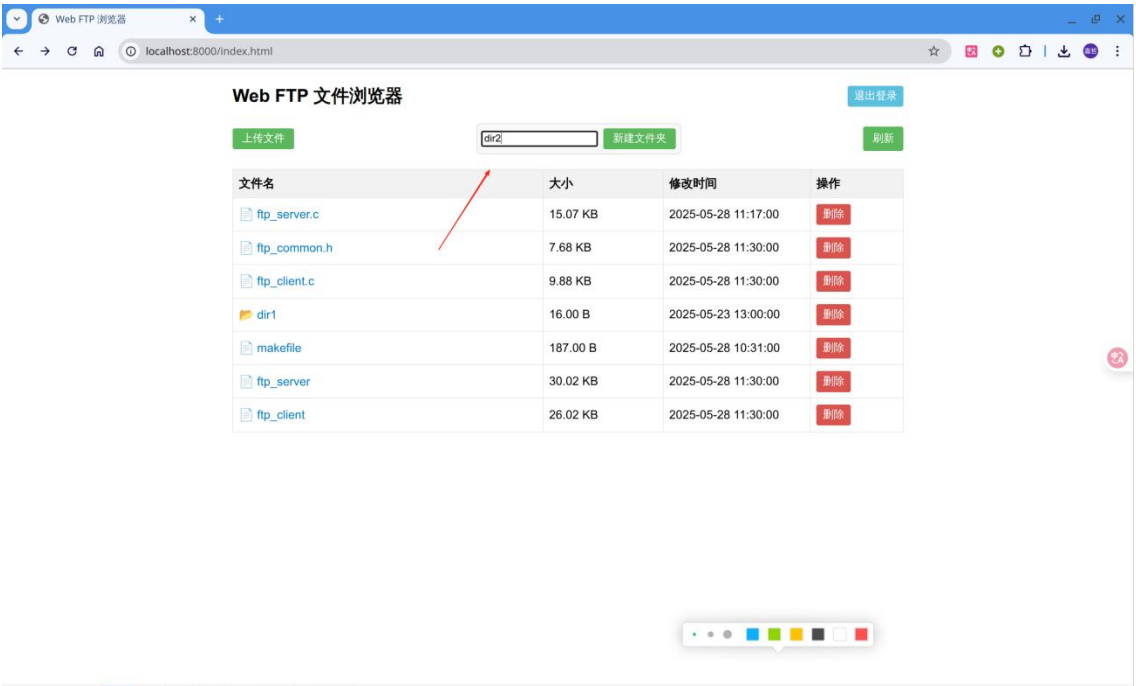 Web FTP 浏览器
localhost:8000/index.html
Web FTP 文件浏览器
退出登录
上传文件
dir2
新建文件夹
刷新
文件名 大小 修改时间 操作
ftp_server.c 15.07 KB 2025-05-28 11:17:00 删除
ftp_common.h 7.68 KB 2025-05-28 11:30:00 删除
ftp_client.c 9.88 KB 2025-05-28 11:30:00 删除
dir1 16.00 B 2025-05-23 13:00:00 删除
makefile 187.00 B 2025-05-28 10:31:00 删除
ftp_server 30.02 KB 2025-05-28 11:30:00 删除
ftp_client 26.02 KB 2025-05-28 11:30:00 删除